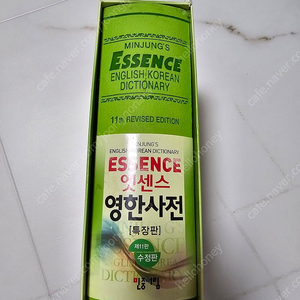 MINJUNG'S
ESSENCE
ENGLISH-KOREAN
DICTIONARY
11th REVISED EDITION
MINJUNG'S
ENGLISH-KOREAN DICTIONARY
ESSENCE
엣센스
영한사전
[특장판]
제11판
수정판
민중서림